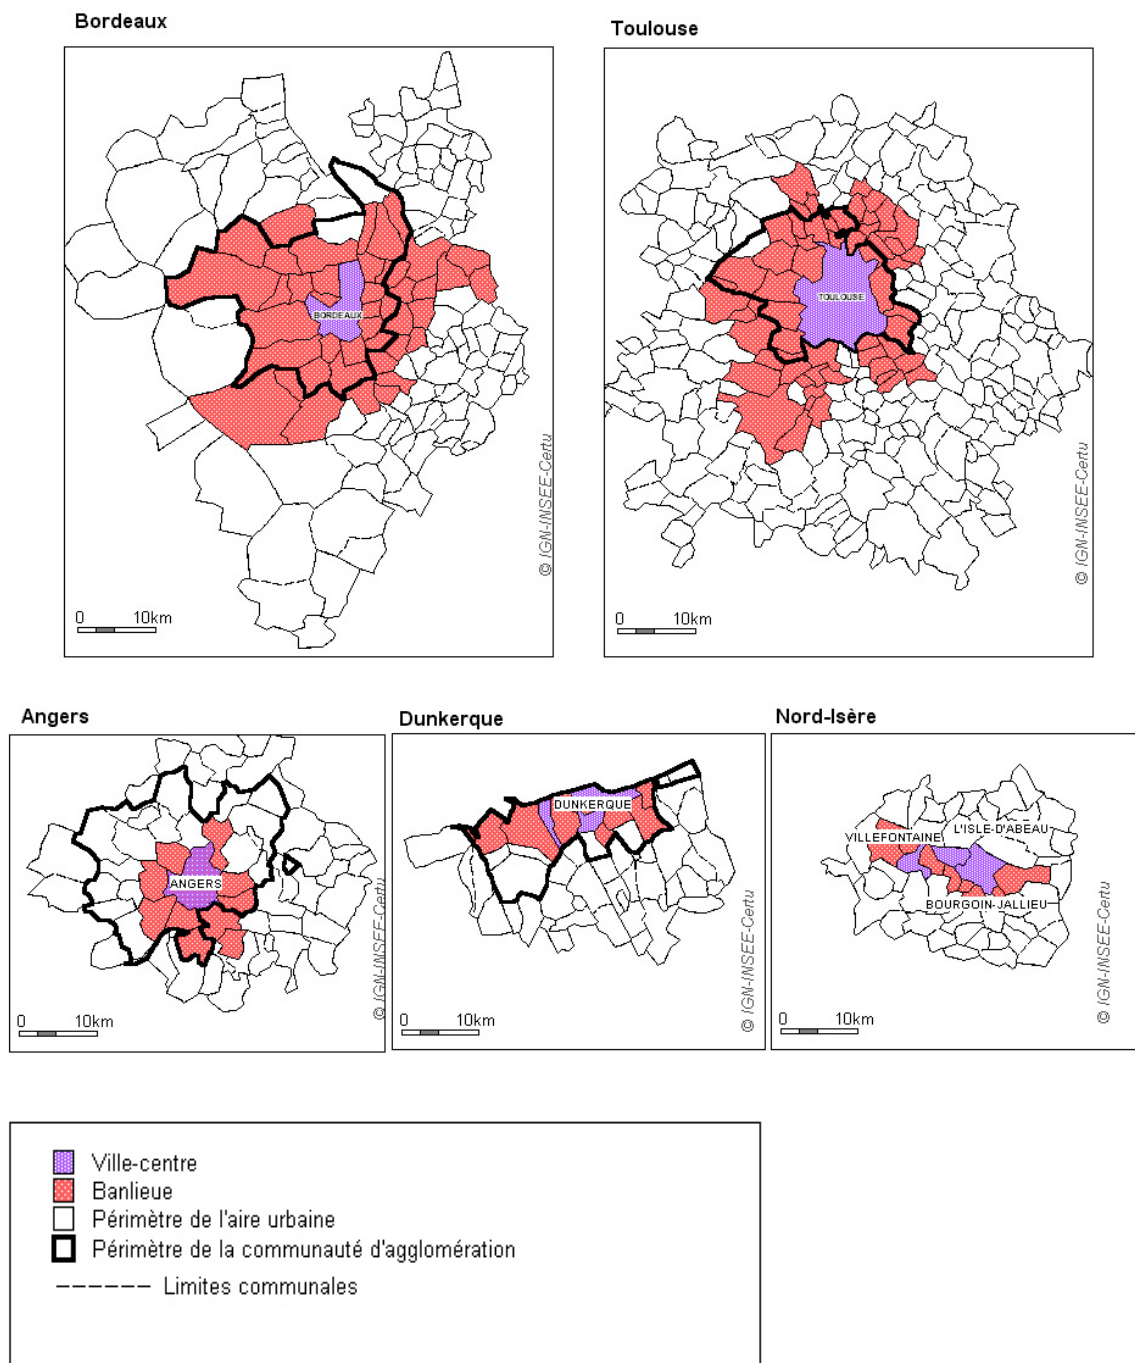 Bordeaux
Toulouse
BORDEAUX
TOULOUSE
© IGN-INSEE-Certu
© IGN-INSEE-Certu
0 10km
0 10km
Angers
Dunkerque
Nord-Isère
ANGERS
DUNKERQUE
VILLEFONTAINE
L'ISLE-D'ABEAU
BOURGOIN-JALLIEU
© IGN-INSEE-Certu
© IGN-INSEE-Certu
© IGN-INSEE-Certu
0 10km
0 10km
0 10km
Ville-centre
Banlieue
Périmètre de l'aire urbaine
Périmètre de la communauté d'agglomération
Limites communales